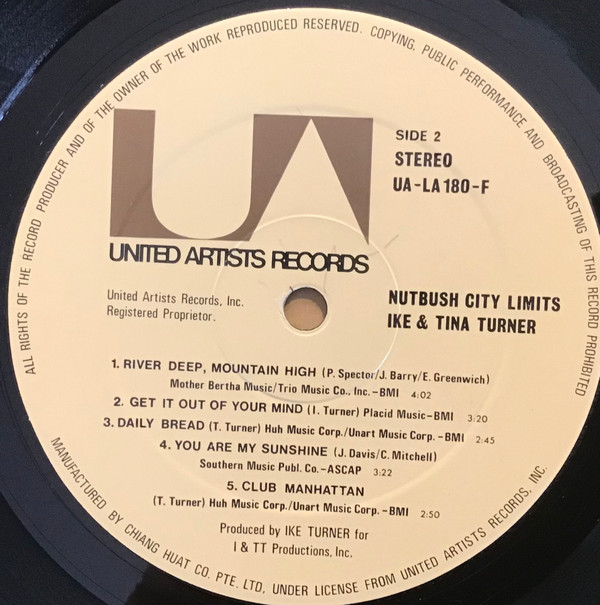 ALL RIGHTS OF THE RECORD PRODUCER AND OF THE OWNER OF THE WORK REPRODUCED RESERVED. COPYING, PUBLIC PERFORMANCE AND BROADCASTING OF THIS RECORD PROHIBITED
UA
UNITED ARTISTS RECORDS
SIDE 2
STEREO
UA-LA180-F
United Artists Records, Inc.
Registered Proprietor.
NUTBUSH CITY LIMITS
IKE & TINA TURNER
1. RIVER DEEP, MOUNTAIN HIGH (P. Spector/J. Barry/E. Greenwich)
Mother Bertha Music/Trio Music Co., Inc.-BMI 4:02
2. GET IT OUT OF YOUR MIND (I. Turner) Placid Music-BMI 3:20
3. DAILY BREAD (T. Turner) Huh Music Corp./Unart Music Corp. -BMI 2:45
4. YOU ARE MY SUNSHINE (J. Davis/C. Mitchell)
Southern Music Publ. Co.-ASCAP 3:22
5. CLUB MANHATTAN
(T. Turner) Huh Music Corp./Unart Music Corp. -BMI 2:50
Produced by IKE TURNER for
I & TT Productions, Inc.
MANUFACTURED BY CHIANG HUAT CO. PTE. LTD, UNDER LICENSE FROM UNITED ARTISTS RECORDS, INC.